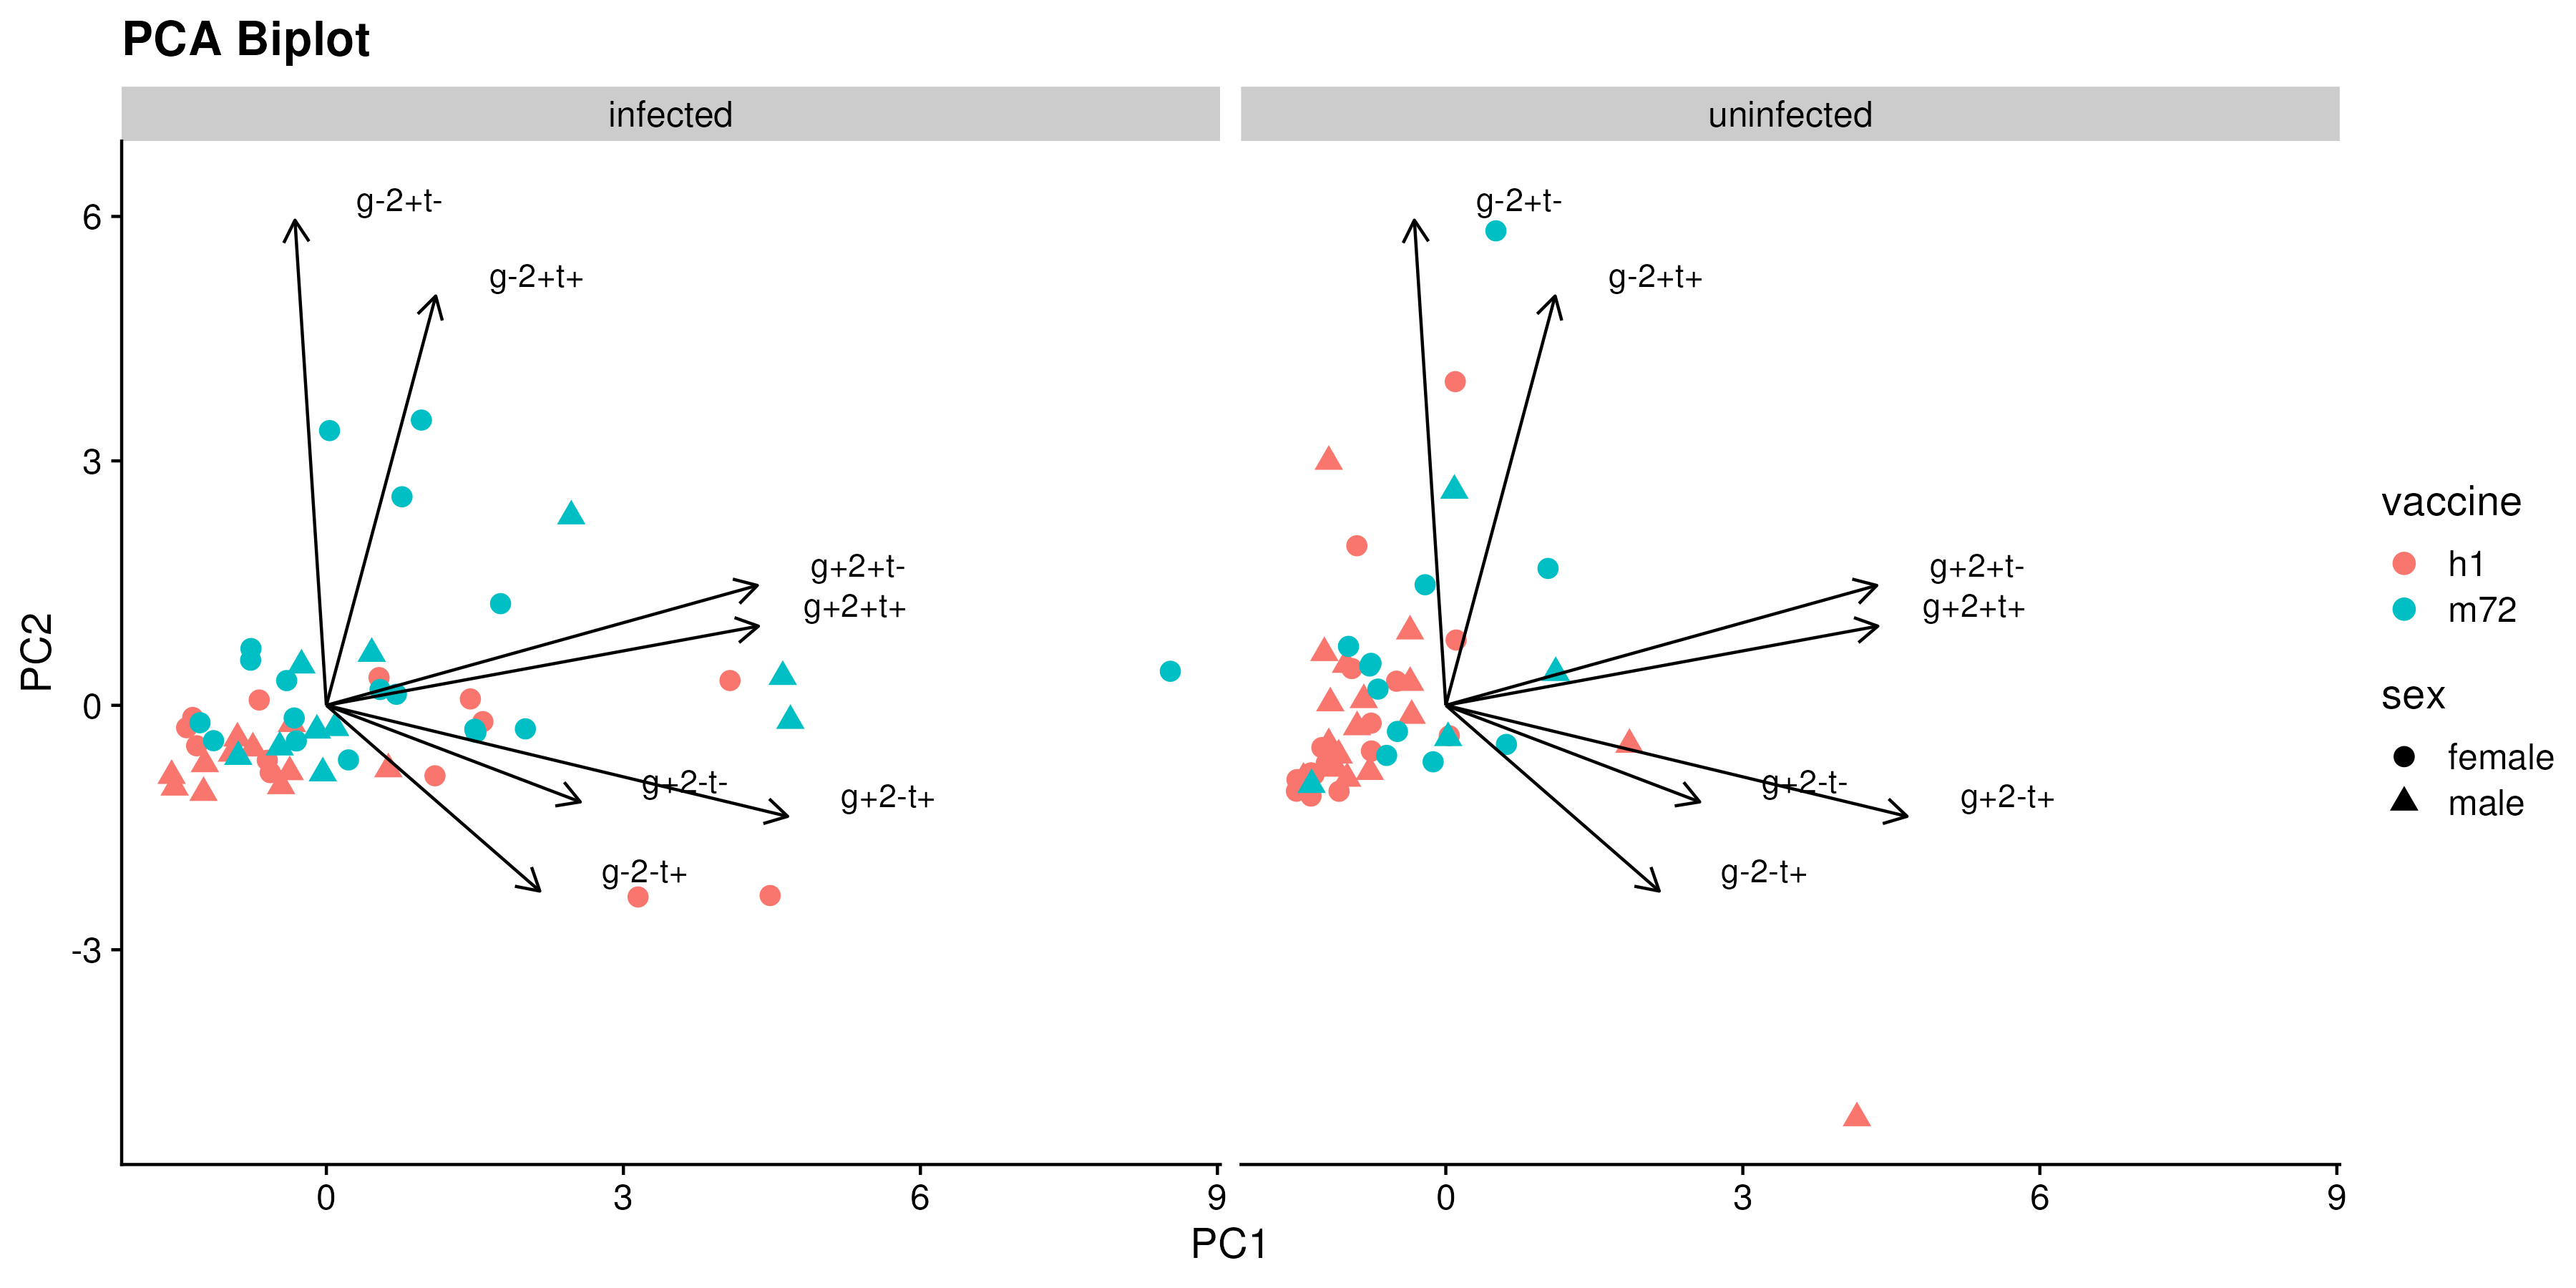 PCA Biplot
infected
uninfected
g-2+t-
g-2+t+
g+2+t-
g+2+t+
g+2-t-
g+2-t+
g-2-t+
g-2+t-
g-2+t+
g+2+t-
g+2+t+
g+2-t-
g+2-t+
g-2-t+
6
3
0
-3
PC2
0
3
6
9
0
3
6
9
PC1
vaccine
h1
m72
sex
female
male